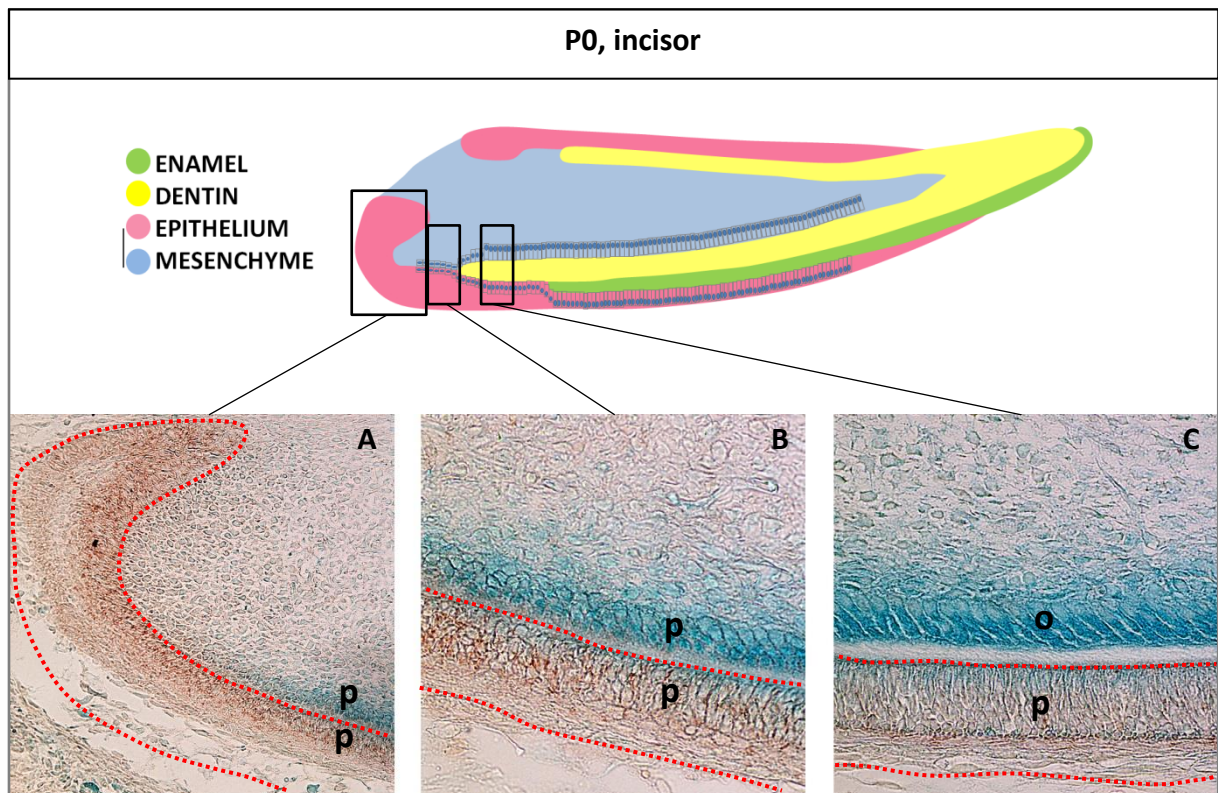 P0, incisor
ENAMEL
DENTIN
EPITHELIUM
MESENCHYME
A
p
p
B
p
p
C
o
p